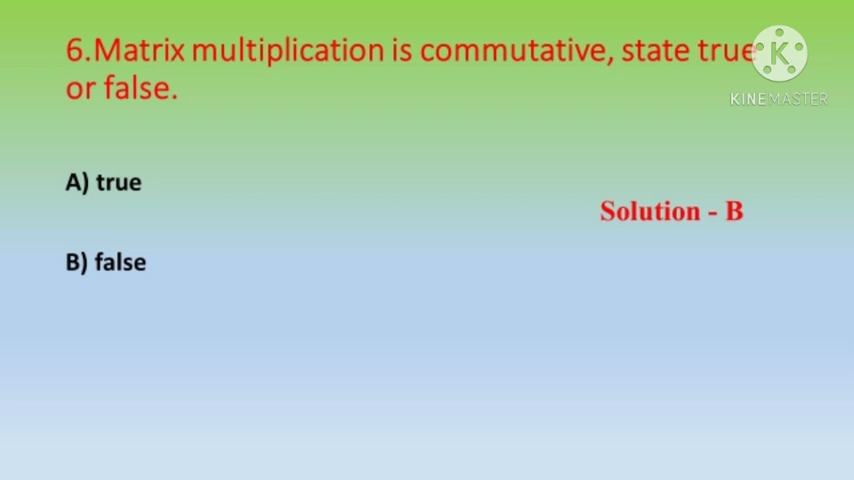 6.Matrix multiplication is commutative, state true
or false.
K
KINEMASTER
A) true
Solution - B
B) false